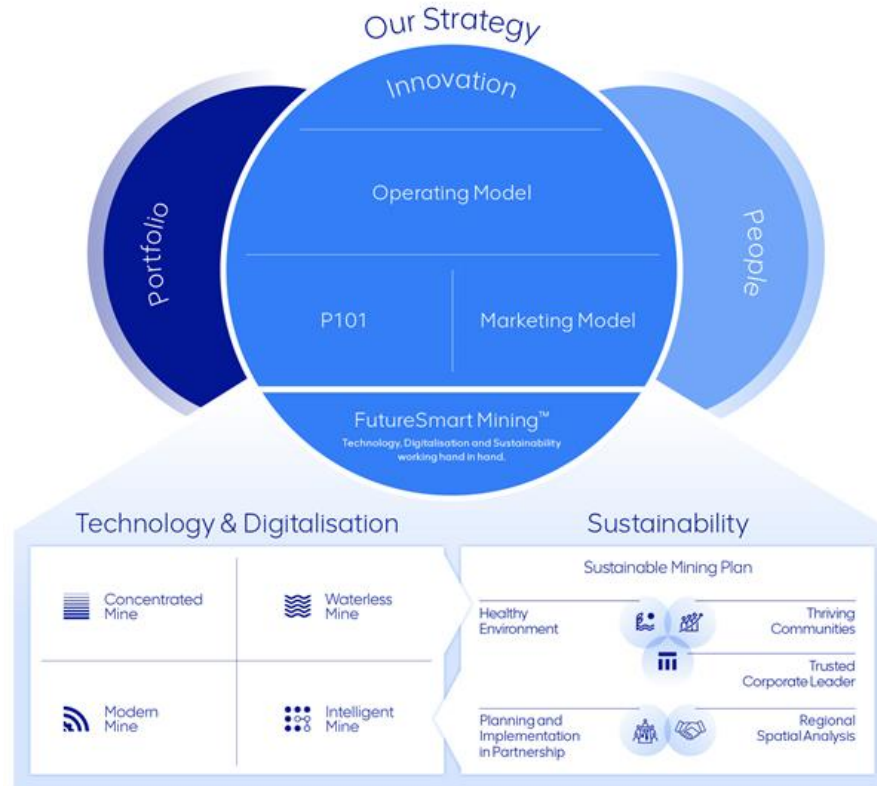 Our Strategy
Innovation
Operating Model
Portfolio
People
P101
Marketing Model
FutureSmart Mining™
Technology, Digitalisation and Sustainability
working hand in hand.
Technology & Digitalisation
Concentrated
Mine
Waterless
Mine
Modern
Mine
Intelligent
Mine
Sustainability
Sustainable Mining Plan
Healthy
Environment
Thriving
Communities
Trusted
Corporate Leader
Planning and
Implementation
in Partnership
Regional
Spatial Analysis